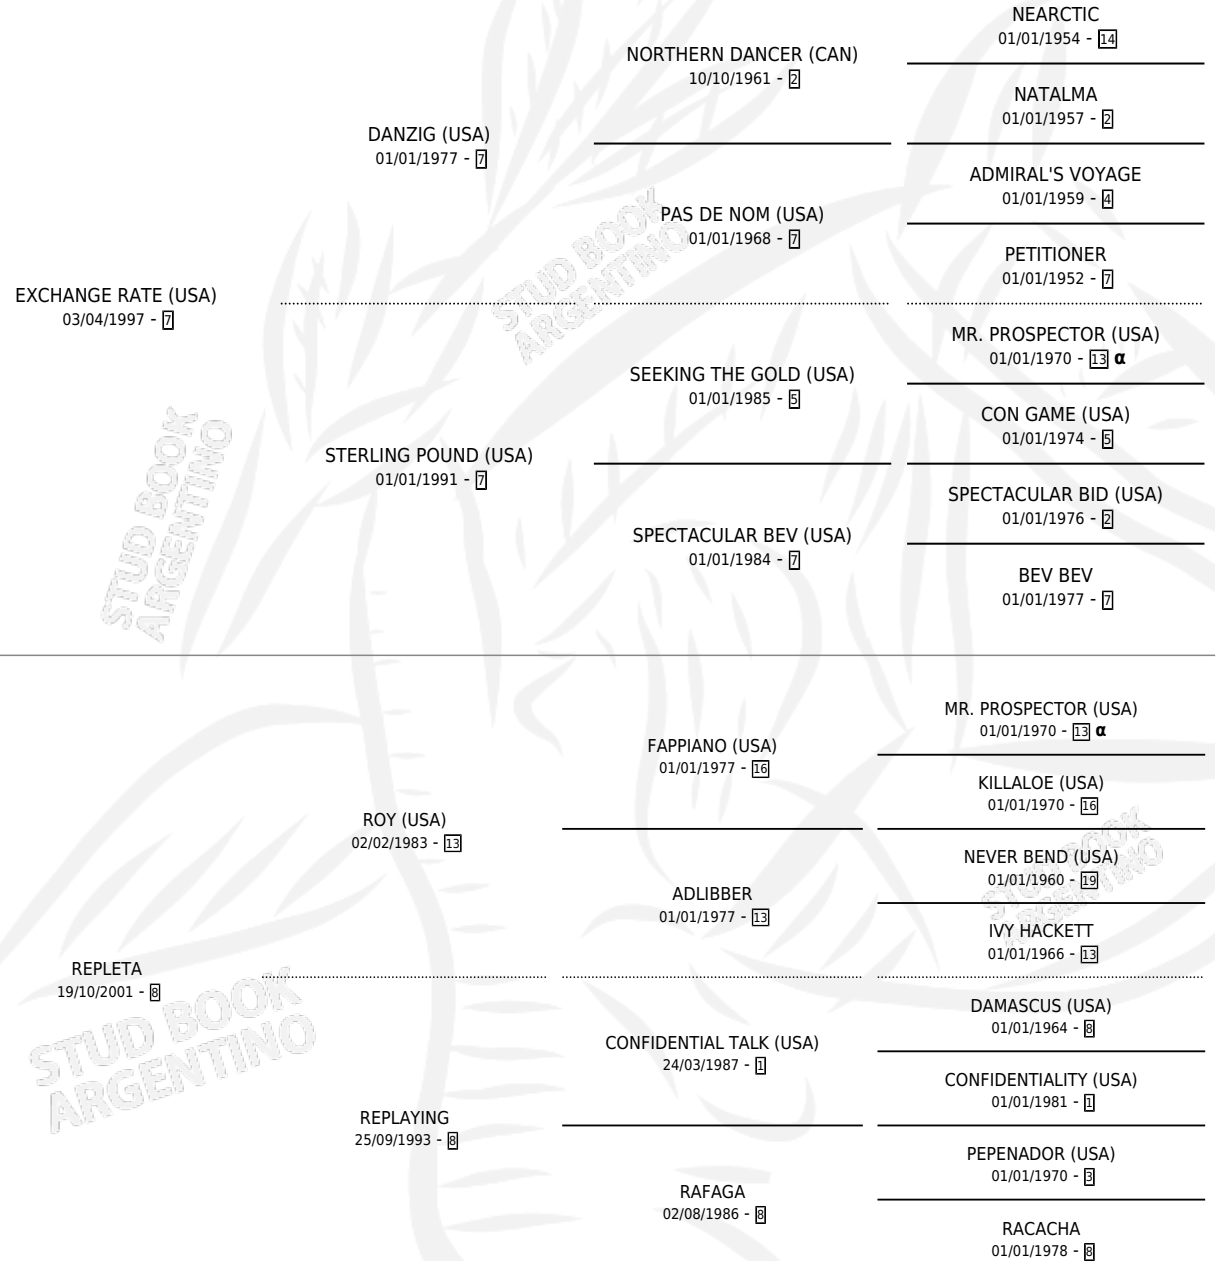 NEARCTIC
01/01/1954 - 14
NORTHERN DANCER (CAN)
10/10/1961 - 2
NATALMA
01/01/1957 - 2
DANZIG (USA)
01/01/1977 - 7
ADMIRAL'S VOYAGE
01/01/1959 - 4
PAS DE NOM (USA)
01/01/1968 - 7
PETITIONER
01/01/1952 - 7
EXCHANGE RATE (USA)
03/04/1997 - 7
MR. PROSPECTOR (USA)
01/01/1970 - 13 α
SEEKING THE GOLD (USA)
01/01/1985 - 5
CON GAME (USA)
01/01/1974 - 5
STERLING POUND (USA)
01/01/1991 - 7
SPECTACULAR BID (USA)
01/01/1976 - 2
SPECTACULAR BEV (USA)
01/01/1984 - 7
BEV BEV
01/01/1977 - 7
MR. PROSPECTOR (USA)
01/01/1970 - 13 α
FAPPIANO (USA)
01/01/1977 - 16
KILLALOE (USA)
01/01/1970 - 16
ROY (USA)
02/02/1983 - 13
NEVER BEND (USA)
01/01/1960 - 19
ADLIBBER
01/01/1977 - 13
IVY HACKETT
01/01/1966 - 13
REPLETA
19/10/2001 - 8
DAMASCUS (USA)
01/01/1964 - 8
CONFIDENTIAL TALK (USA)
24/03/1987 - 1
CONFIDENTIALITY (USA)
01/01/1981 - 1
REPLAYING
25/09/1993 - 8
PEPENADOR (USA)
01/01/1970 - 3
RAFAGA
02/08/1986 - 8
RACACHA
01/01/1978 - 8
STUD BOOK
ARGENTINO
STUD BOOK
ARGENTINO
STUD BOOK
ARGENTINO
STUD BOOK
ARGENTINO